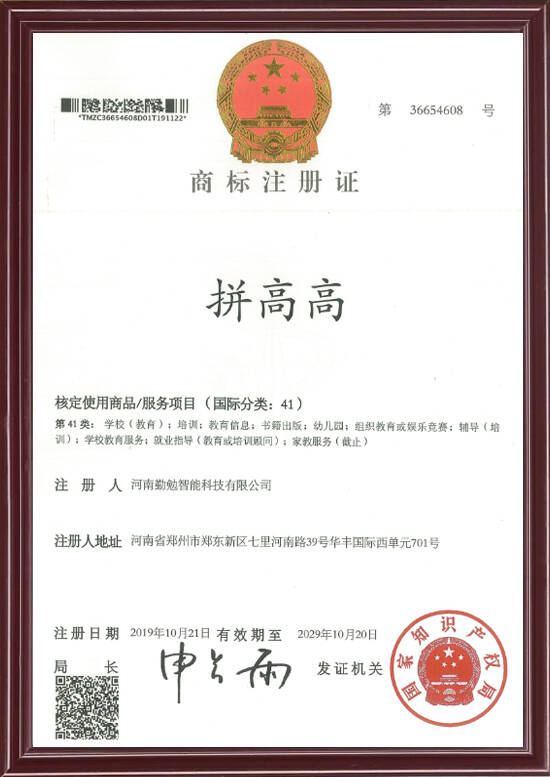 *TMZC36654608D01T191122*
第 36654608 号
商标注册证
拼高高
核定使用商品/服务项目（国际分类：41）
第 41 类：学校（教育）；培训；教育信息；书籍出版；幼儿园；组织教育或娱乐竞赛；辅导（培
训）；学校教育服务；就业指导（教育或培训顾问）；家教服务（截止）
注 册 人 河南勤勉智能科技有限公司
注册人地址 河南省郑州市郑东新区七里河南路39号华丰国际西单元701号
注册日期 2019年10月21日 有效期至 2029年10月20日
局 长 申长雨 发证机关
国家知识产权局